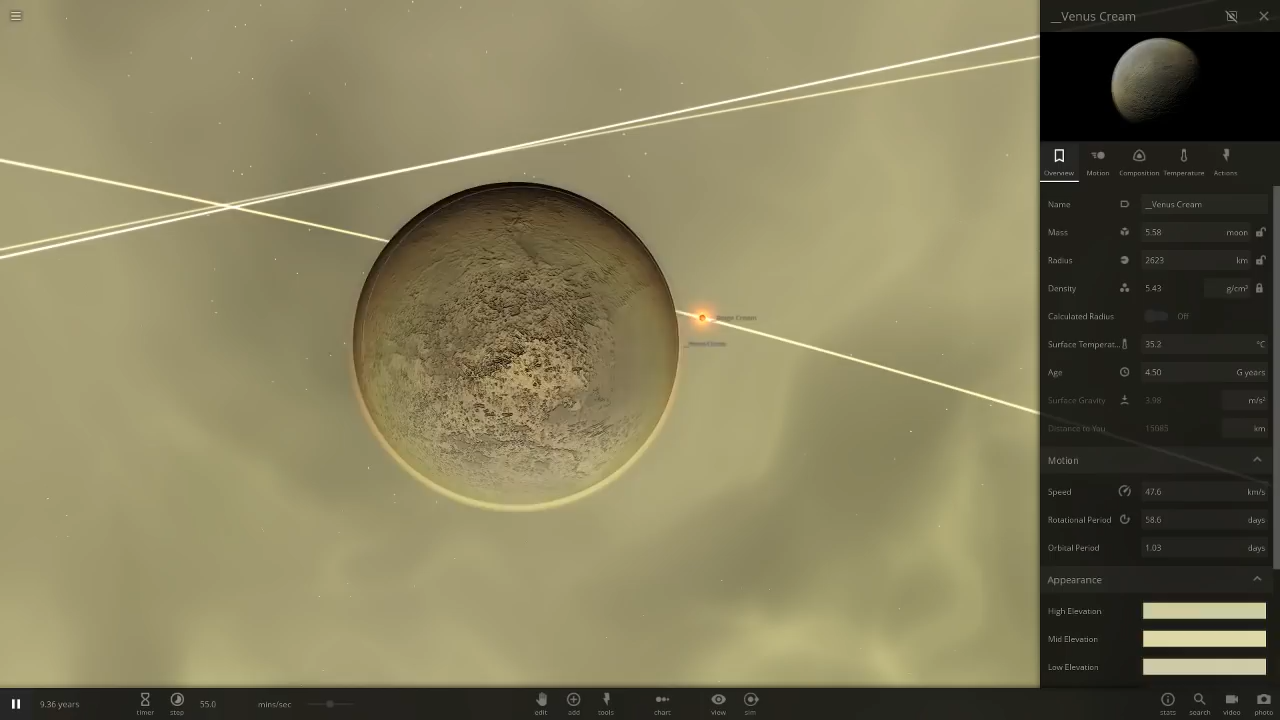 __Venus Cream
Overview
Motion
Composition
Temperature
Actions
Name __Venus Cream
Mass 5.58 moon
Radius 2623 km
Density 5.43 g/cm³
Calculated Radius Off
Surface Temperat... 35.2 °C
Age 4.50 G years
Surface Gravity 3.98 m/s²
Distance to You 15085 km
Motion
Speed 47.6 km/s
Rotational Period 58.6 days
Orbital Period 1.03 days
Appearance
High Elevation
Mid Elevation
Low Elevation
9.36 years
timer
step
55.0 mins/sec
edit
add
tools
chart
view
sim
stats
search
video
photo